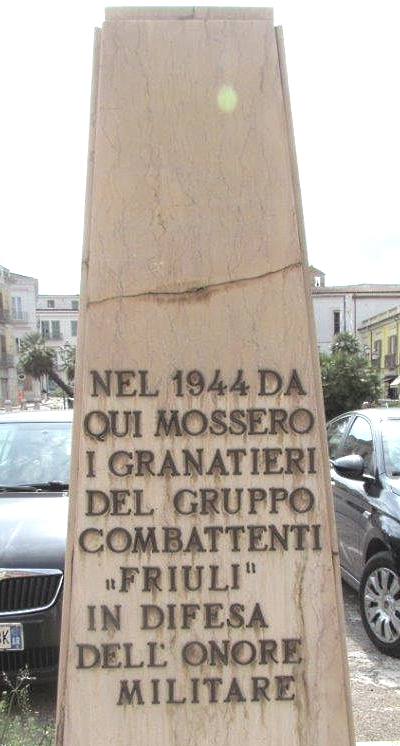 NEL 1944 DA
QUI MOSSERO
I GRANATIERI
DEL GRUPPO
COMBATTENTI
"FRIULI"
IN DIFESA
DELL'ONORE
MILITARE